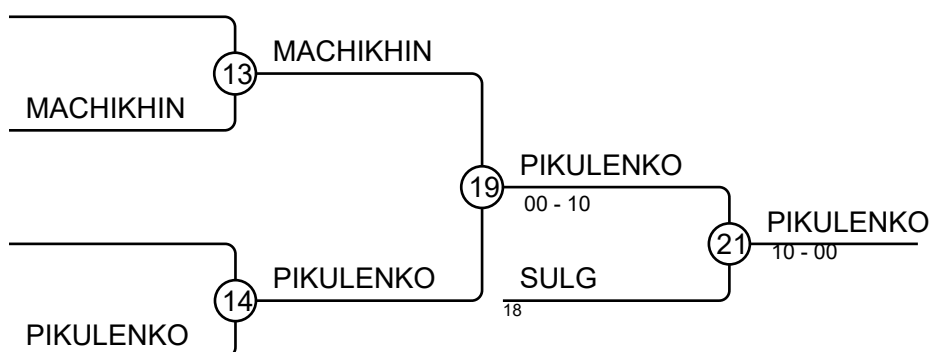 MACHIKHIN
13
MACHIKHIN
PIKULENKO
19
00 - 10
PIKULENKO
21
10 - 00
PIKULENKO
SULG
14
18
PIKULENKO